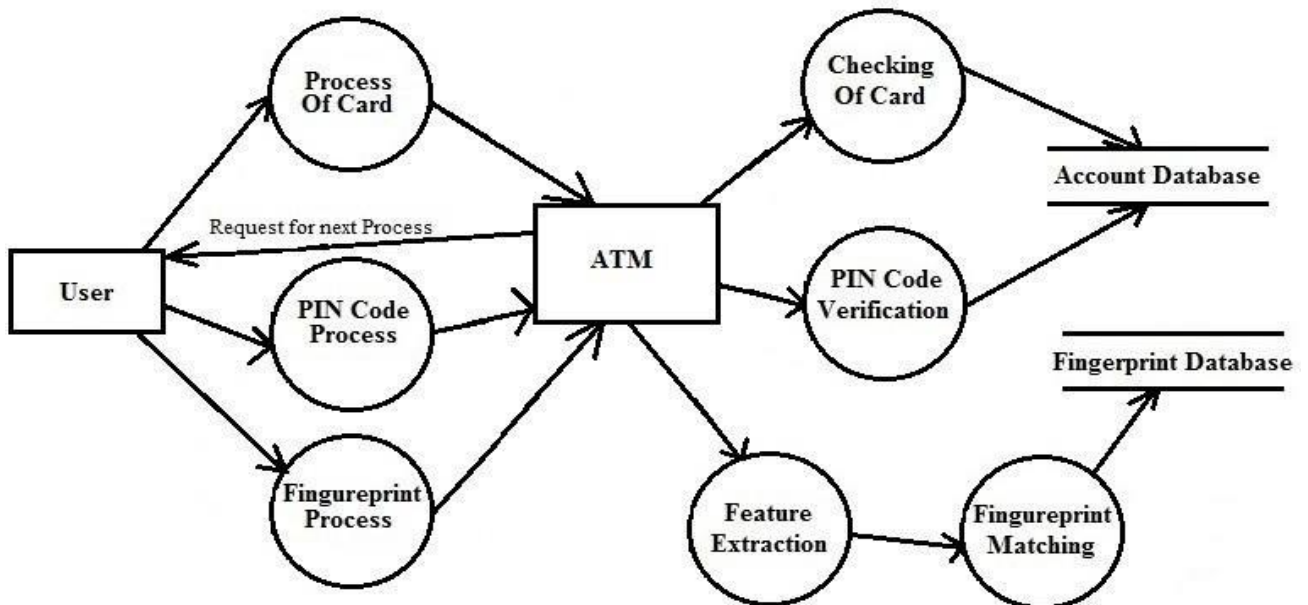 Process
Of Card
Checking
Of Card
Account Database
Request for next Process
User
ATM
PIN Code
Process
PIN Code
Verification
Fingerprint Database
Fingureprint
Process
Feature
Extraction
Fingureprint
Matching